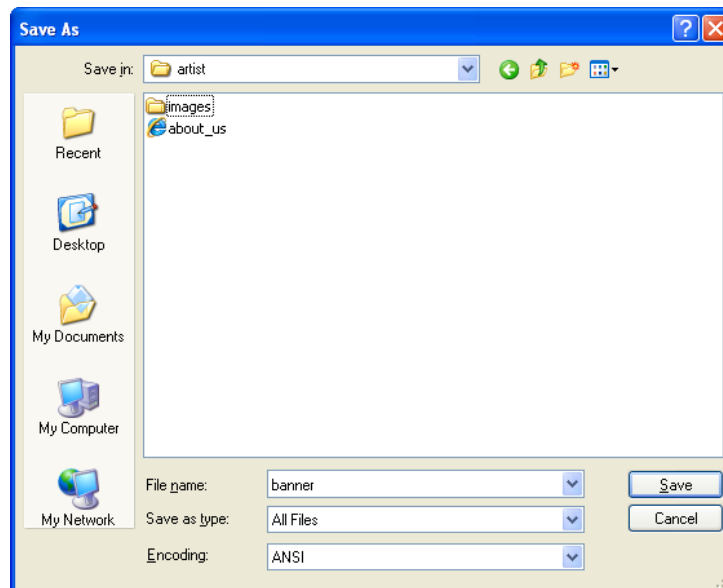 Save As
Save in: artist
images
about_us
Recent
Desktop
My Documents
My Computer
My Network
File name: banner Save
Save as type: All Files Cancel
Encoding: ANSI